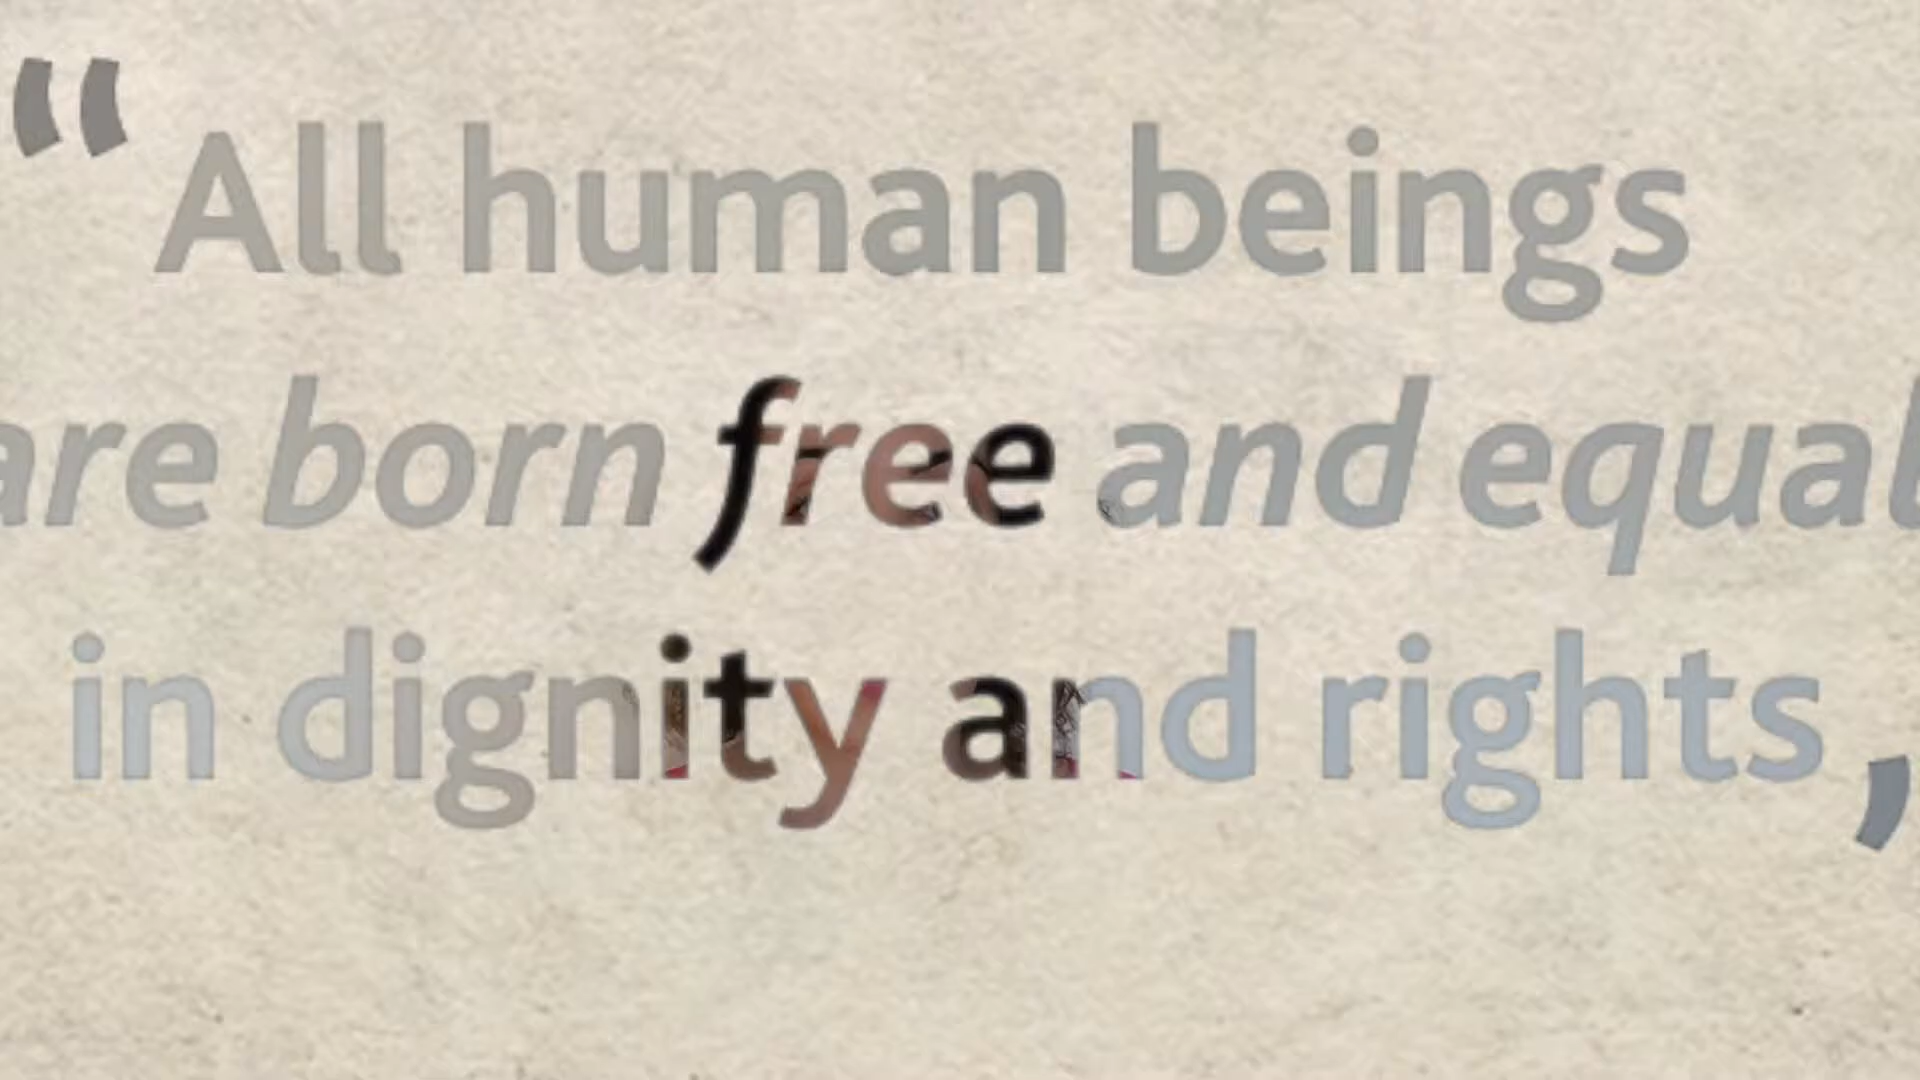 “All human beings
are born free and equal
in dignity and rights,